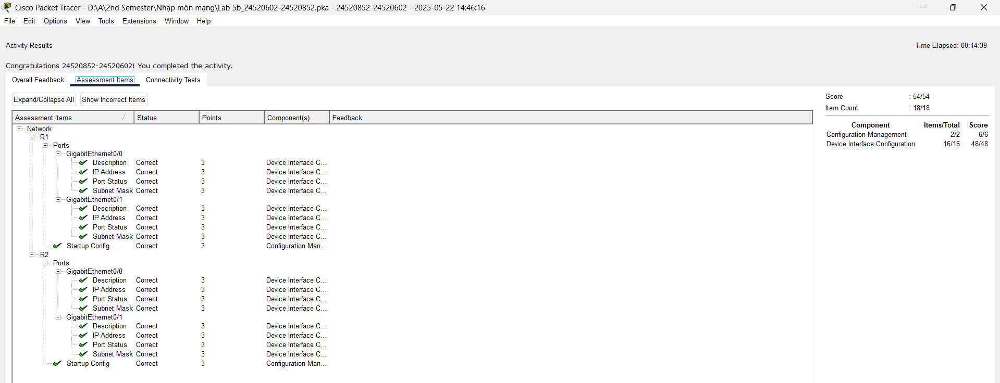 Cisco Packet Tracer - D:\A\2nd Semester\Nhập môn mạng\Lab 5b_24520602-24520852.pka - 24520852-24520602 - 2025-05-22 14:46:16
File Edit Options View Tools Extensions Window Help
Activity Results Time Elapsed: 00:14:39
Congratulations 24520852-24520602! You completed the activity.
Overall Feedback Assessment Items Connectivity Tests
Expand/Collapse All Show Incorrect Items
Assessment Items Status Points Component(s) Feedback
Network
R1
Ports
GigabitEthernet0/0
Description Correct 3 Device Interface C...
IP Address Correct 3 Device Interface C...
Port Status Correct 3 Device Interface C...
Subnet Mask Correct 3 Device Interface C...
GigabitEthernet0/1
Description Correct 3 Device Interface C...
IP Address Correct 3 Device Interface C...
Port Status Correct 3 Device Interface C...
Subnet Mask Correct 3 Device Interface C...
Startup Config Correct 3 Configuration Man...
R2
Ports
GigabitEthernet0/0
Description Correct 3 Device Interface C...
IP Address Correct 3 Device Interface C...
Port Status Correct 3 Device Interface C...
Subnet Mask Correct 3 Device Interface C...
GigabitEthernet0/1
Description Correct 3 Device Interface C...
IP Address Correct 3 Device Interface C...
Port Status Correct 3 Device Interface C...
Subnet Mask Correct 3 Device Interface C...
Startup Config Correct 3 Configuration Man...
Score : 54/54
Item Count : 18/18
Component Items/Total Score
Configuration Management 2/2 6/6
Device Interface Configuration 16/16 48/48